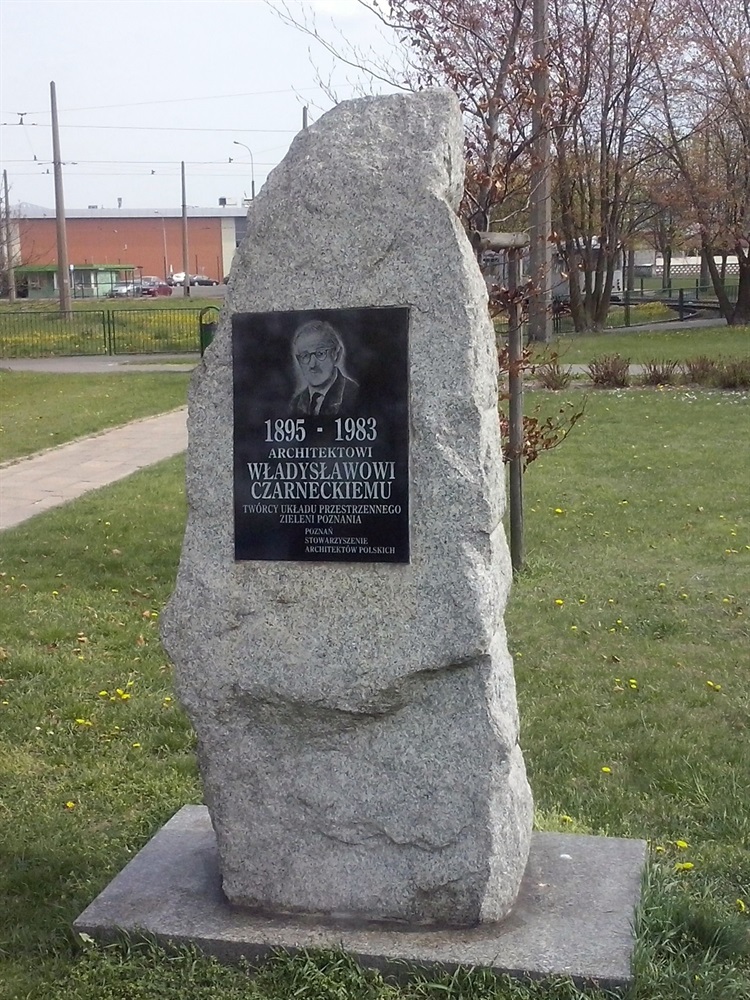 1895 - 1983
ARCHITEKTOWI
WŁADYSŁAWOWI
CZARNECKIEMU
TWÓRCY UKŁADU PRZESTRZENNEGO
ZIELENI POZNANIA
POZNAŃ
STOWARZYSZENIE
ARCHITEKTÓW POLSKICH